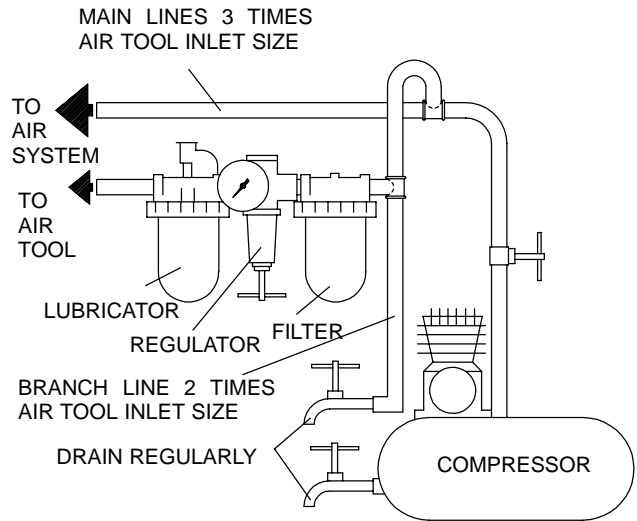 MAIN LINES 3 TIMES
AIR TOOL INLET SIZE
TO
AIR
SYSTEM
TO
AIR
TOOL
LUBRICATOR
REGULATOR
FILTER
BRANCH LINE 2 TIMES
AIR TOOL INLET SIZE
DRAIN REGULARLY
COMPRESSOR